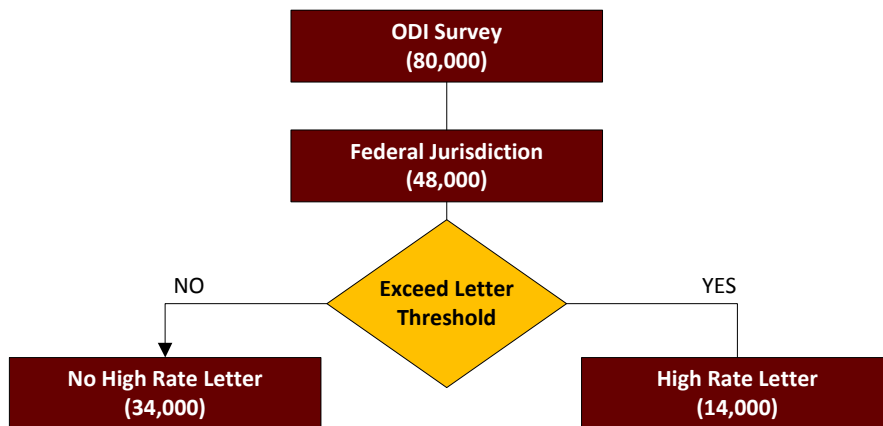 ODI Survey
(80,000)
Federal Jurisdiction
(48,000)
NO
YES
Exceed Letter
Threshold
No High Rate Letter
(34,000)
High Rate Letter
(14,000)